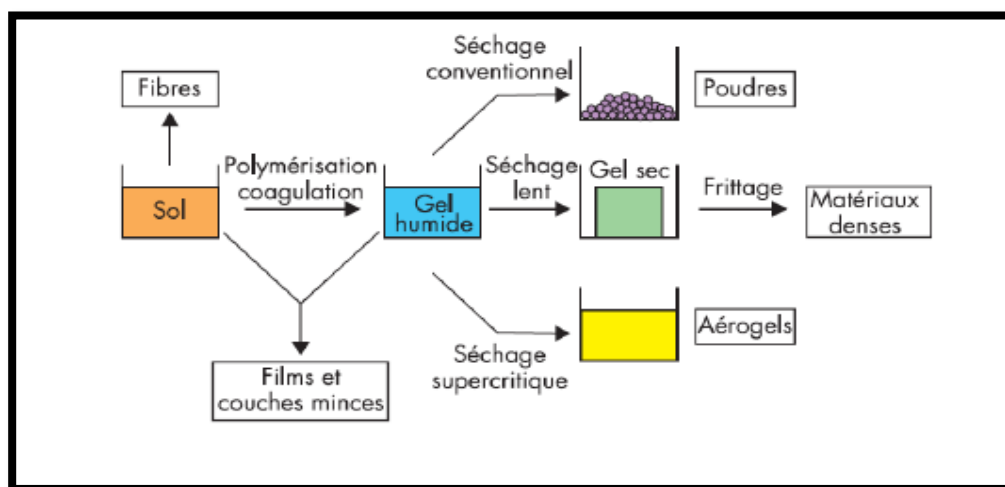 Séchage
conventionnel
Poudres
Fibres
Polymérisation
coagulation
Sol
Gel
humide
Séchage
lent
Gel sec
Frittage
Matériaux
denses
Aérogels
Séchage
supercritique
Films et
couches minces